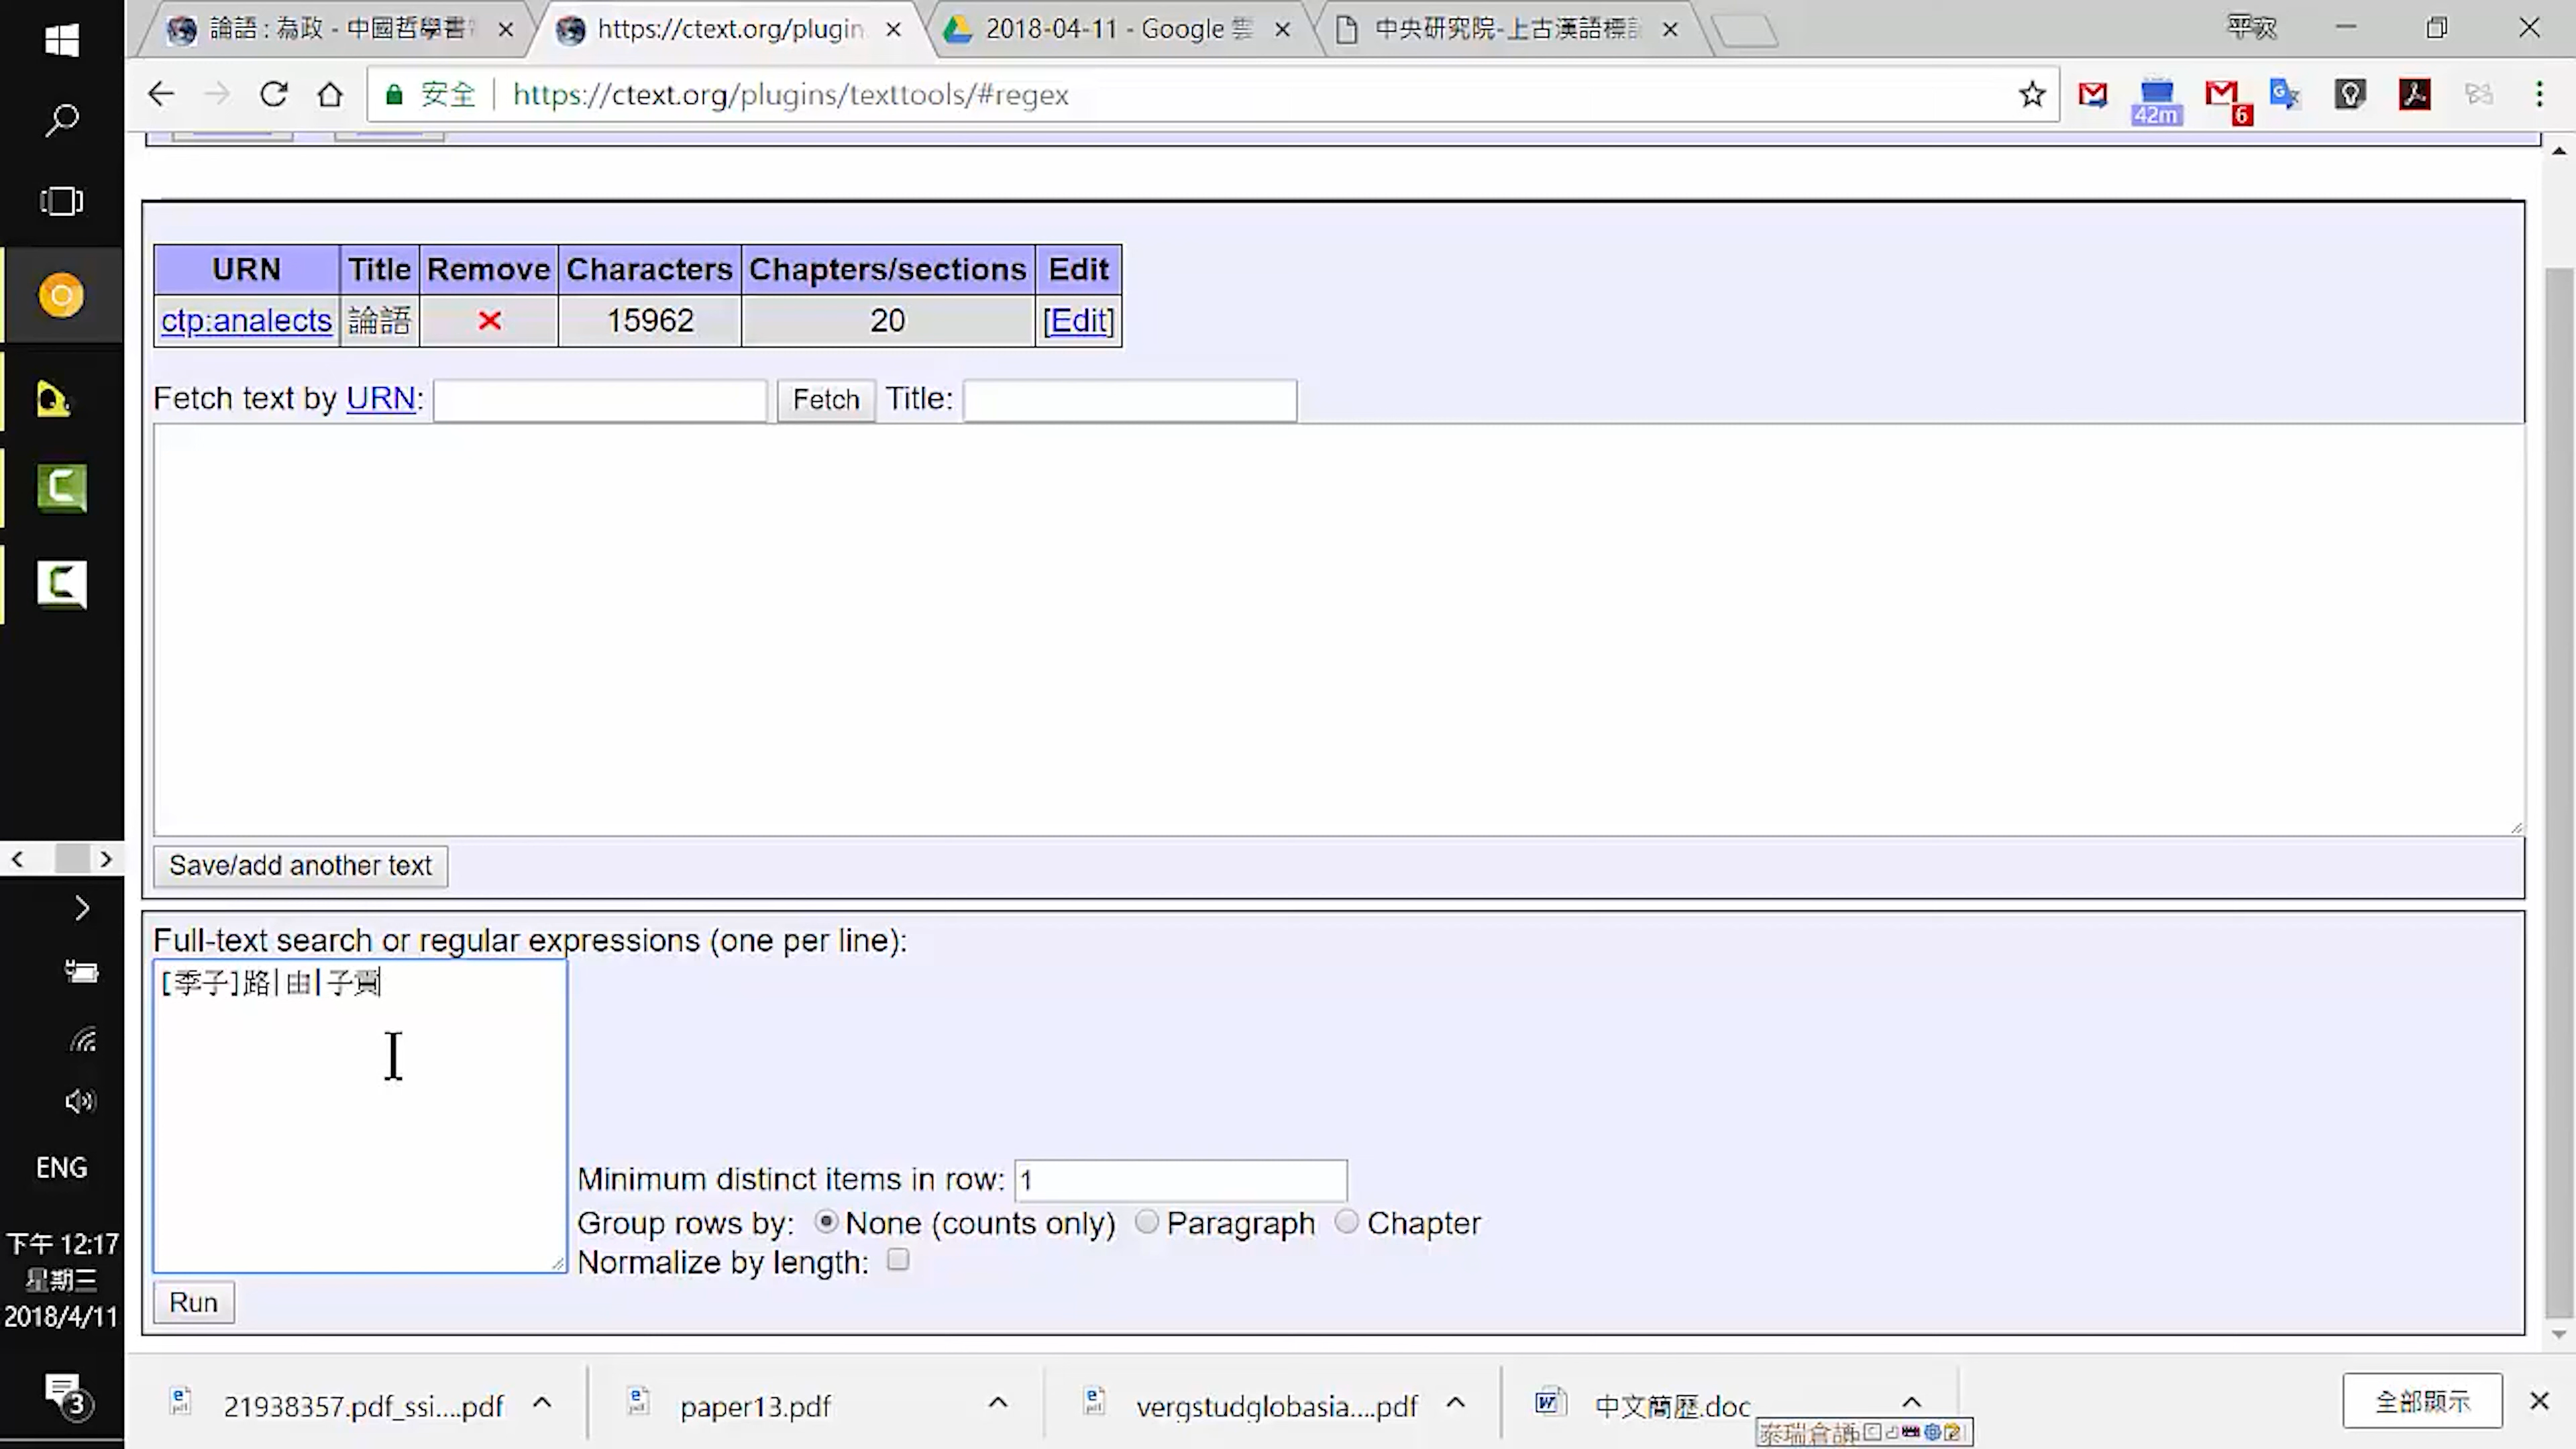 論語 : 為政 - 中國哲學書
https://ctext.org/plugin
2018-04-11 - Google 雲
中央研究院-上古漢語標記
安全
https://ctext.org/plugins/texttools/#regex
42m
6
URN Title Remove Characters Chapters/sections Edit
ctp:analects 論語 15962 20 [Edit]
Fetch text by URN: Fetch Title:
Save/add another text
Full-text search or regular expressions (one per line):
[季子]路|由|子貢
Minimum distinct items in row: 1
Group rows by: None (counts only) Paragraph Chapter
Normalize by length:
Run
ENG
下午 12:17
星期三
2018/4/11
3
21938357.pdf_ssi....pdf
paper13.pdf
vergstudglobasia....pdf
中文簡歷.doc
全部顯示